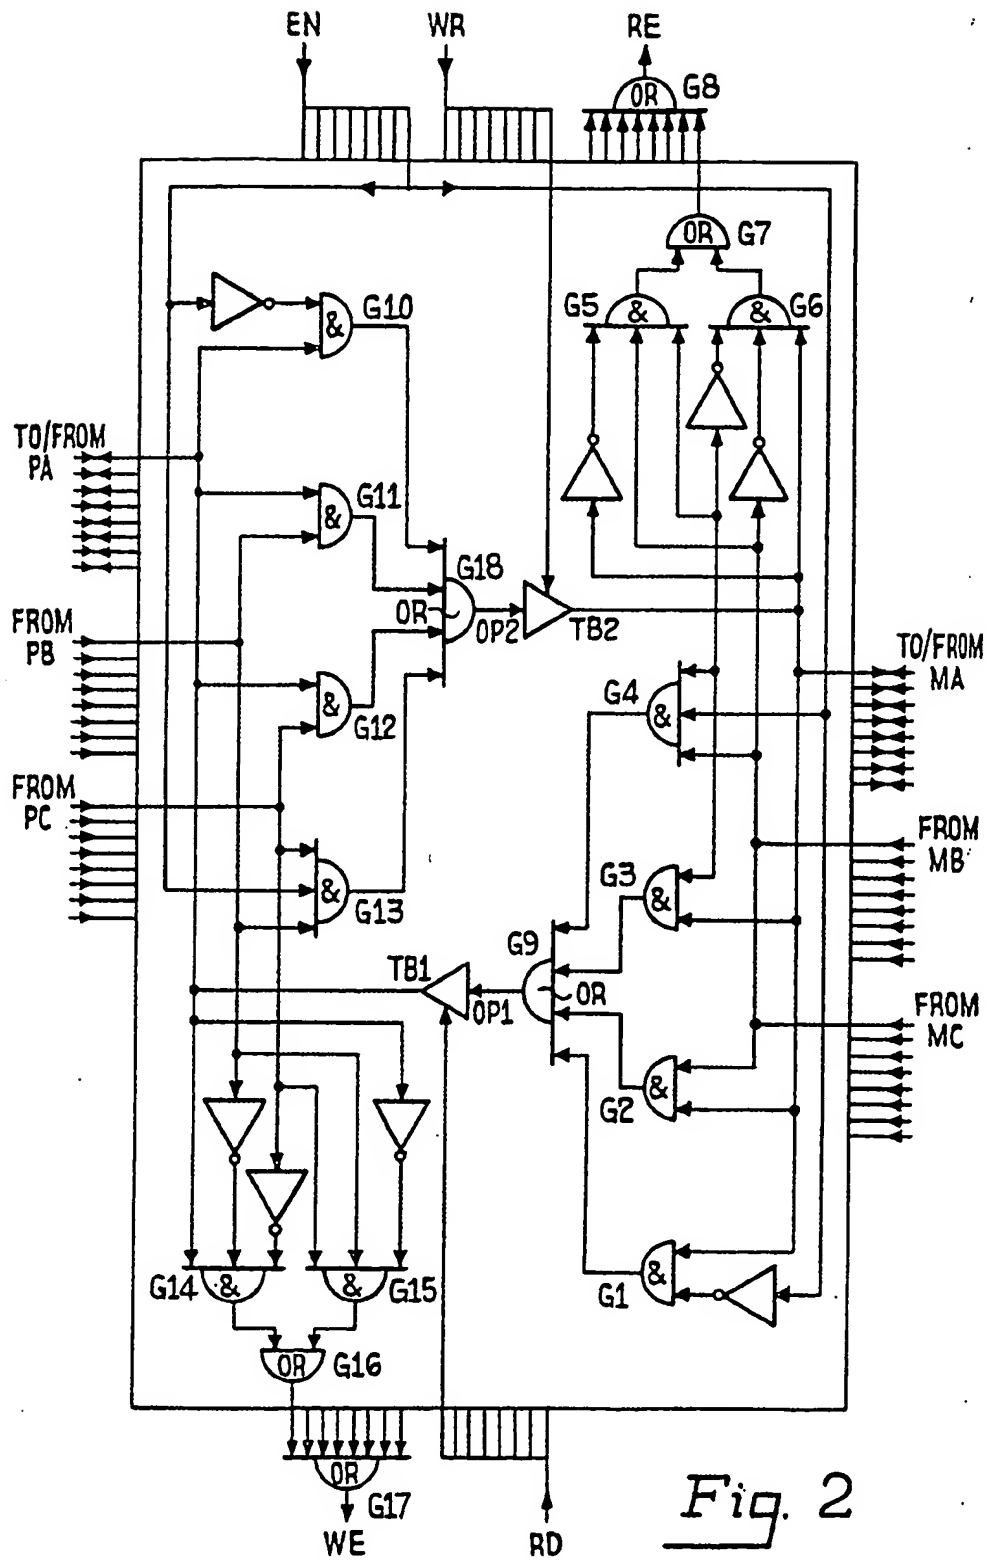 EN
WR
RE
OR
G8
OR
G7
G10
&
G5
&
&
G6
TO/FROM
PA
G11
&
G18
OR
OP2
TB2
FROM
PB
TO/FROM
MA
&
G12
G4
&
FROM
PC
FROM
MB
&
G13
G3
&
G9
TB1
OP1
OR
FROM
MC
&
G2
G14
&
&
G15
&
G1
OR
G16
OR
G17
WE
RD
Fig. 2